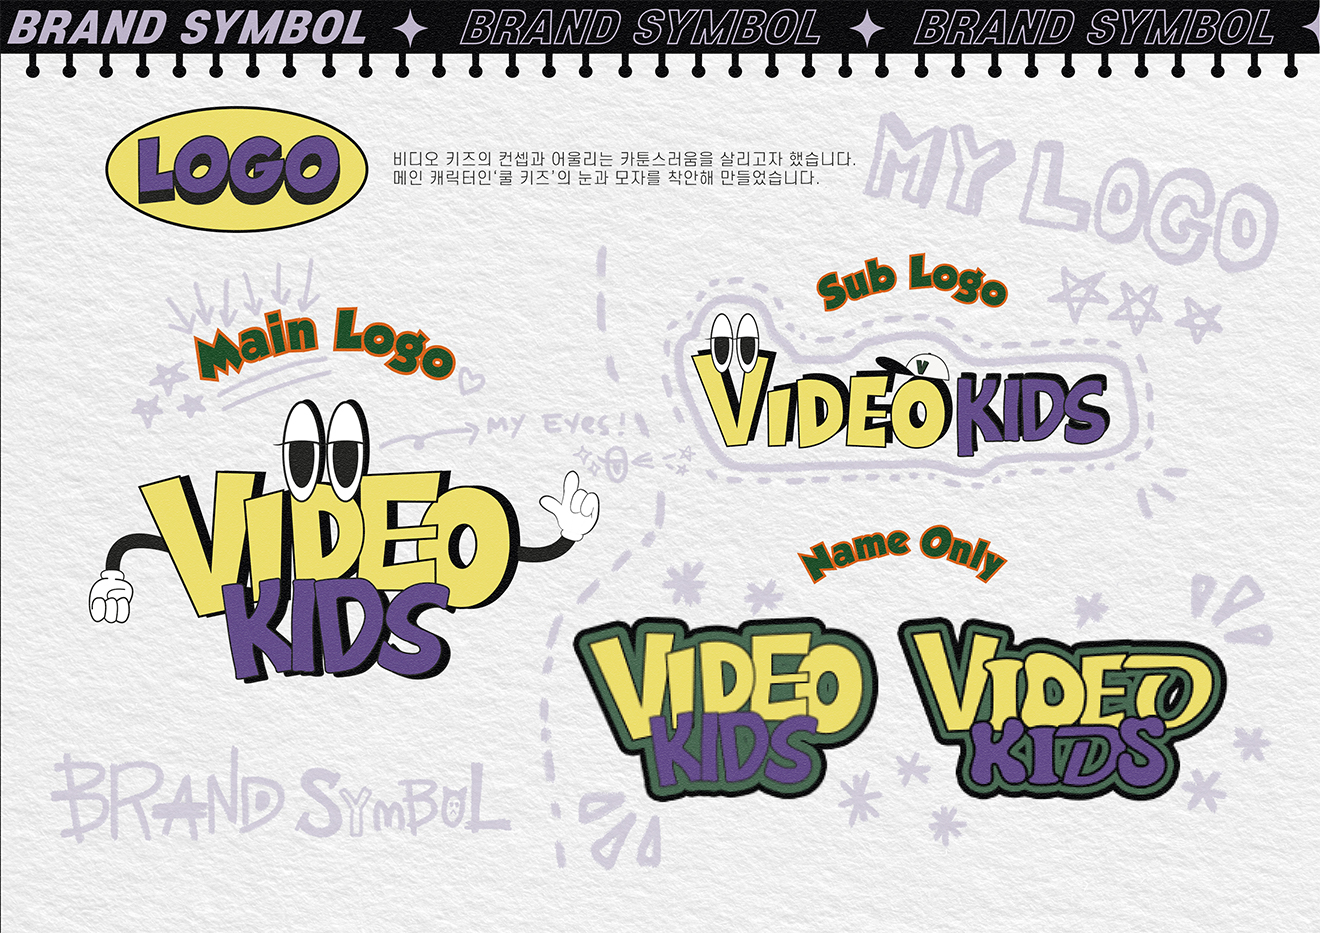 BRAND SYMBOL BRAND SYMBOL BRAND SYMBOL
LOGO
비디오 키즈의 컨셉과 어울리는 카툰스러움을 살리고자 했습니다.
메인 캐릭터인‘쿨 키즈’의 눈과 모자를 착안해 만들었습니다.
MY LOGO
Main Logo
MY EYES!!
VIDEO
KIDS
Sub Logo
VIDEO KIDS
V
Name Only
VIDEO
KIDS
VIDEO
KIDS
BRAND SYmBOL